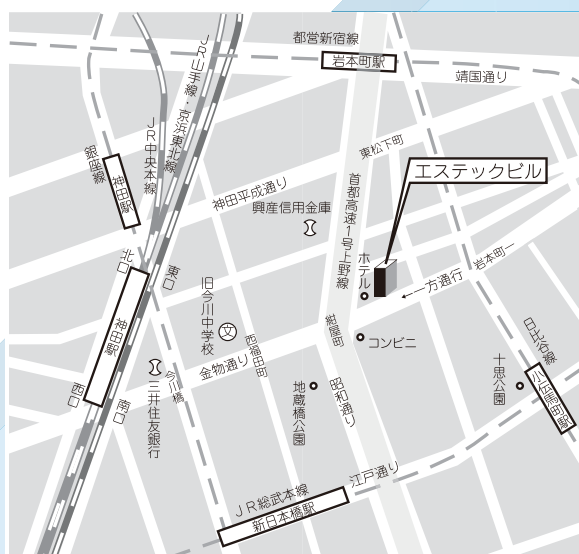 都営新宿線
岩本町駅
靖国通り
JR山手線・京浜東北線
JR中央本線
銀座線
神田駅
東松下町
エステックビル
神田平成通り
興産信用金庫
首都高速1号上野線
ホテル
一方通行
岩本町一
北口
東口
神田駅
旧今川中学校
文
西福田町
紺屋町
コンビニ
金物通り
日比谷線
小伝馬町駅
十思公園
西口
南口
今川橋
三井住友銀行
地蔵橋公園
昭和通り
江戸通り
JR総武本線
新日本橋駅